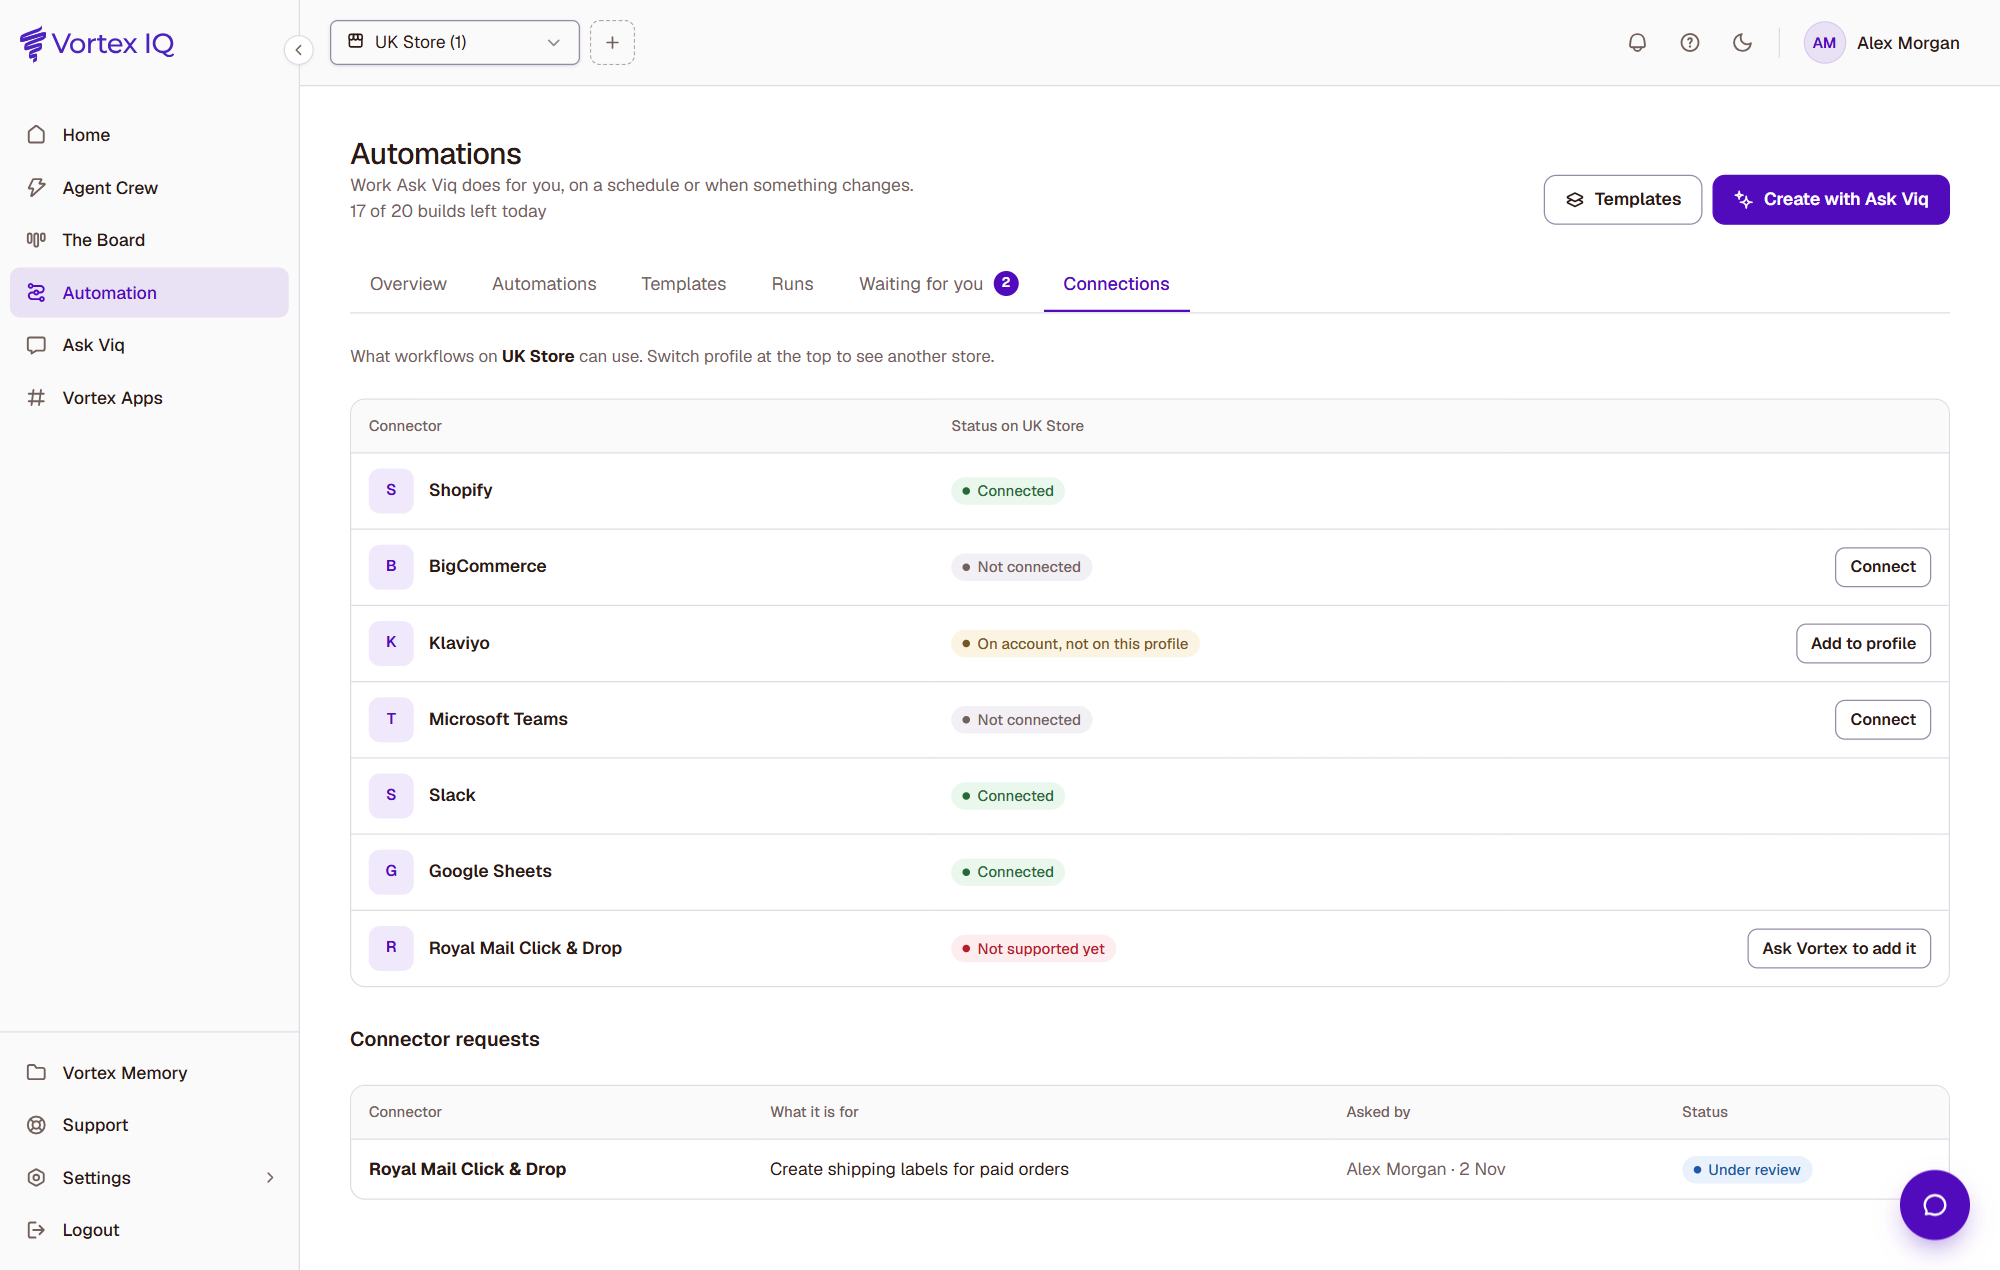 Vortex IQ
UK Store (1)
AM
Alex Morgan
Home
Agent Crew
The Board
Automation
Ask Viq
Vortex Apps
Vortex Memory
Support
Settings
Logout
Automations
Work Ask Viq does for you, on a schedule or when something changes.
17 of 20 builds left today
Templates
Create with Ask Viq
Overview
Automations
Templates
Runs
Waiting for you 2
Connections
What workflows on UK Store can use. Switch profile at the top to see another store.
Connector
Status on UK Store
S
Shopify
Connected
B
BigCommerce
Not connected
Connect
K
Klaviyo
On account, not on this profile
Add to profile
T
Microsoft Teams
Not connected
Connect
S
Slack
Connected
G
Google Sheets
Connected
R
Royal Mail Click & Drop
Not supported yet
Ask Vortex to add it
Connector requests
Connector
What it is for
Asked by
Status
Royal Mail Click & Drop
Create shipping labels for paid orders
Alex Morgan · 2 Nov
Under review